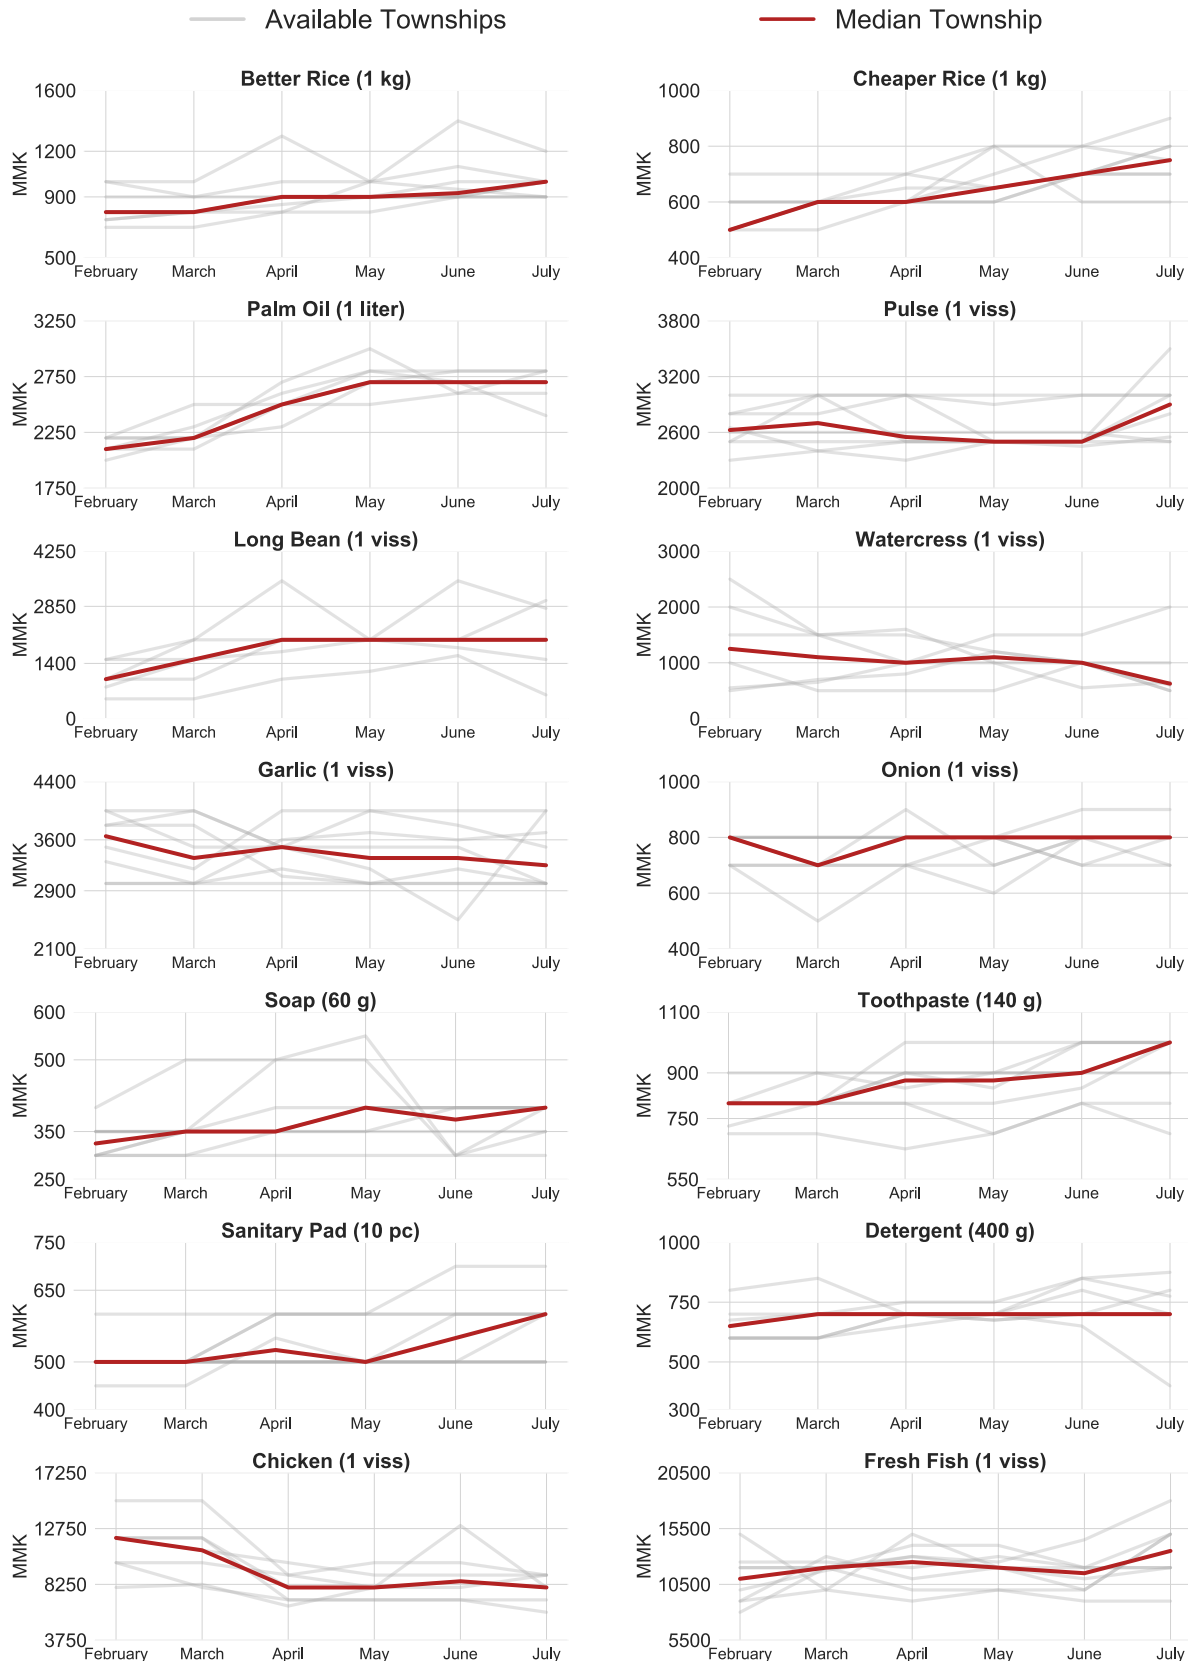 Available Townships
Median Township
Better Rice (1 kg)
MMK
1600
1200
900
500
February March April May June July
Cheaper Rice (1 kg)
MMK
1000
800
600
400
February March April May June July
Palm Oil (1 liter)
MMK
3250
2750
2250
1750
February March April May June July
Pulse (1 viss)
MMK
3800
3200
2600
2000
February March April May June July
Long Bean (1 viss)
MMK
4250
2850
1400
0
February March April May June July
Watercress (1 viss)
MMK
3000
2000
1000
0
February March April May June July
Garlic (1 viss)
MMK
4400
3600
2900
2100
February March April May June July
Onion (1 viss)
MMK
1000
800
600
400
February March April May June July
Soap (60 g)
MMK
600
500
350
250
February March April May June July
Toothpaste (140 g)
MMK
1100
900
750
550
February March April May June July
Sanitary Pad (10 pc)
MMK
750
650
500
400
February March April May June July
Detergent (400 g)
MMK
1000
750
500
300
February March April May June July
Chicken (1 viss)
MMK
17250
12750
8250
3750
February March April May June July
Fresh Fish (1 viss)
MMK
20500
15500
10500
5500
February March April May June July